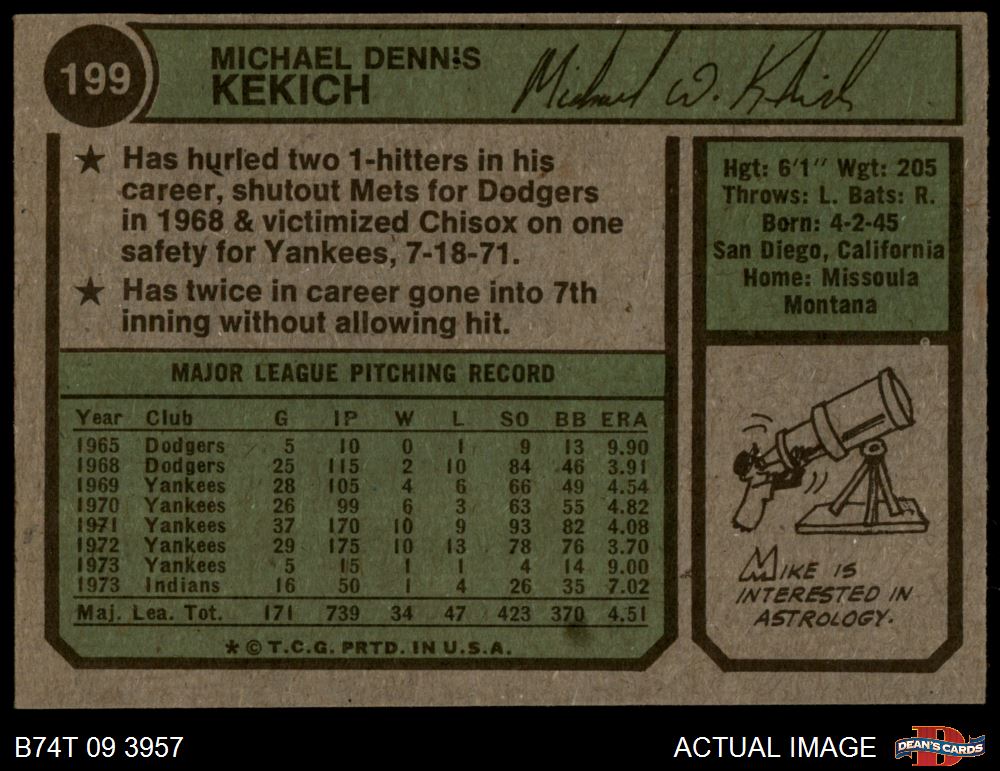 199
MICHAEL DENNIS
KEKICH
Michael W. Kekich
★ Has hurled two 1-hitters in his
career, shutout Mets for Dodgers
in 1968 & victimized Chisox on one
safety for Yankees, 7-18-71.
★ Has twice in career gone into 7th
inning without allowing hit.
Hgt: 6'1" Wgt: 205
Throws: L. Bats: R.
Born: 4-2-45
San Diego, California
Home: Missoula
Montana
MAJOR LEAGUE PITCHING RECORD
Year Club G IP W L SO BB ERA
1965 Dodgers 5 10 0 1 9 13 9.90
1968 Dodgers 25 115 2 10 84 46 3.91
1969 Yankees 28 105 4 6 66 49 4.54
1970 Yankees 26 99 6 3 63 55 4.82
1971 Yankees 37 170 10 9 93 82 4.08
1972 Yankees 29 175 10 13 78 76 3.70
1973 Yankees 5 15 1 1 4 14 9.00
1973 Indians 16 50 1 4 26 35 7.02
Maj. Lea. Tot. 171 739 34 47 423 370 4.51
* © T.C.G. PRTD. IN U.S.A.
MIKE IS
INTERESTED IN
ASTROLOGY.
B74T 09 3957
ACTUAL IMAGE
DEAN'S CARDS